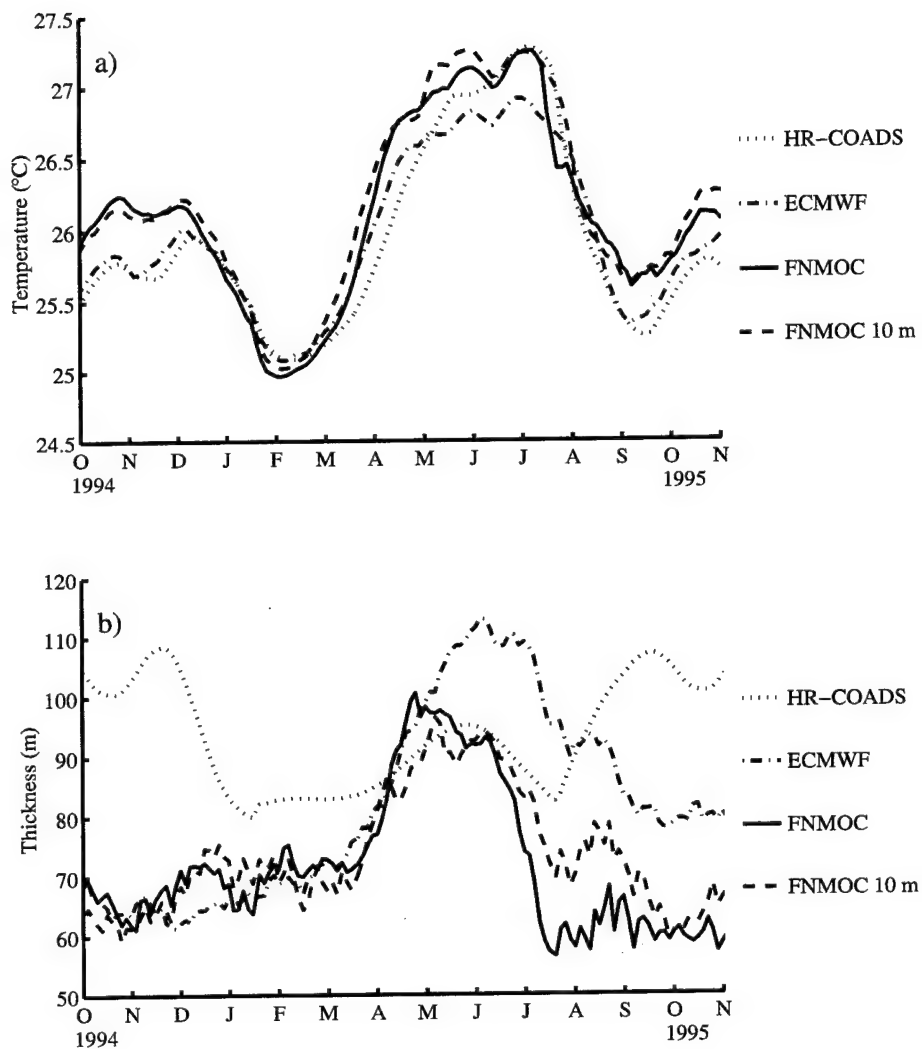 27.5
27
26.5
26
25.5
25
24.5
Temperature (°C)
a)
O N D J F M A M J J A S O N
1994 1995
HR–COADS
ECMWF
FNMOC
FNMOC 10 m
120
110
100
90
80
70
60
50
Thickness (m)
b)
O N D J F M A M J J A S O N
1994 1995
HR–COADS
ECMWF
FNMOC
FNMOC 10 m